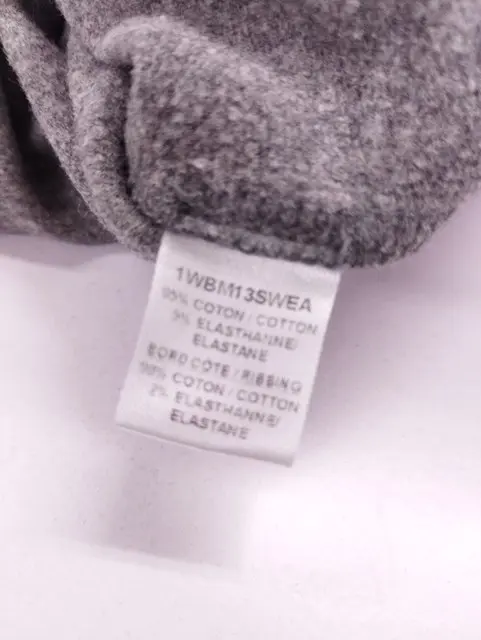 1WBM13SWEA
95% COTON / COTTON
5% ELASTHANNE/
ELASTANE
BORD COTE / RIBBING
98% COTON / COTTON
2% ELASTHANNE/
ELASTANE